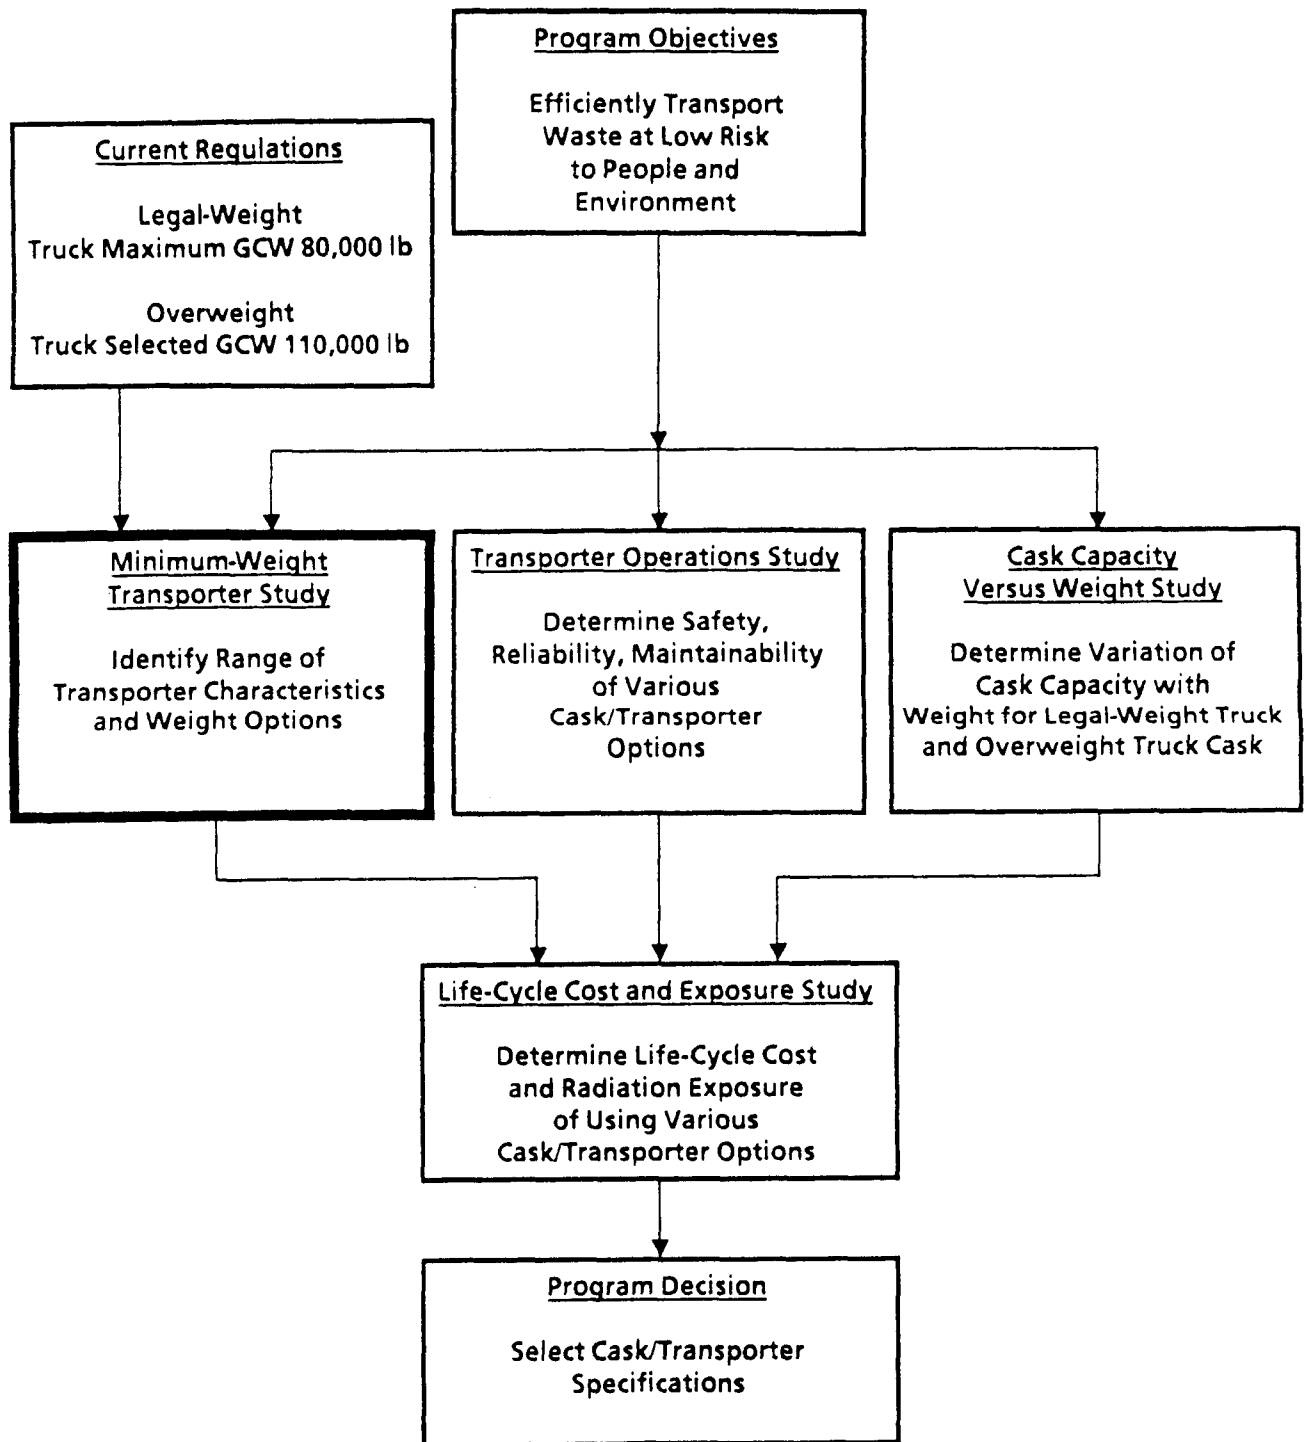 Program Objectives
Efficiently Transport
Waste at Low Risk
to People and
Environment
Current Regulations
Legal-Weight
Truck Maximum GCW 80,000 lb
Overweight
Truck Selected GCW 110,000 lb
Minimum-Weight
Transporter Study
Identify Range of
Transporter Characteristics
and Weight Options
Transporter Operations Study
Determine Safety,
Reliability, Maintainability
of Various
Cask/Transporter
Options
Cask Capacity
Versus Weight Study
Determine Variation of
Cask Capacity with
Weight for Legal-Weight Truck
and Overweight Truck Cask
Life-Cycle Cost and Exposure Study
Determine Life-Cycle Cost
and Radiation Exposure
of Using Various
Cask/Transporter Options
Program Decision
Select Cask/Transporter
Specifications